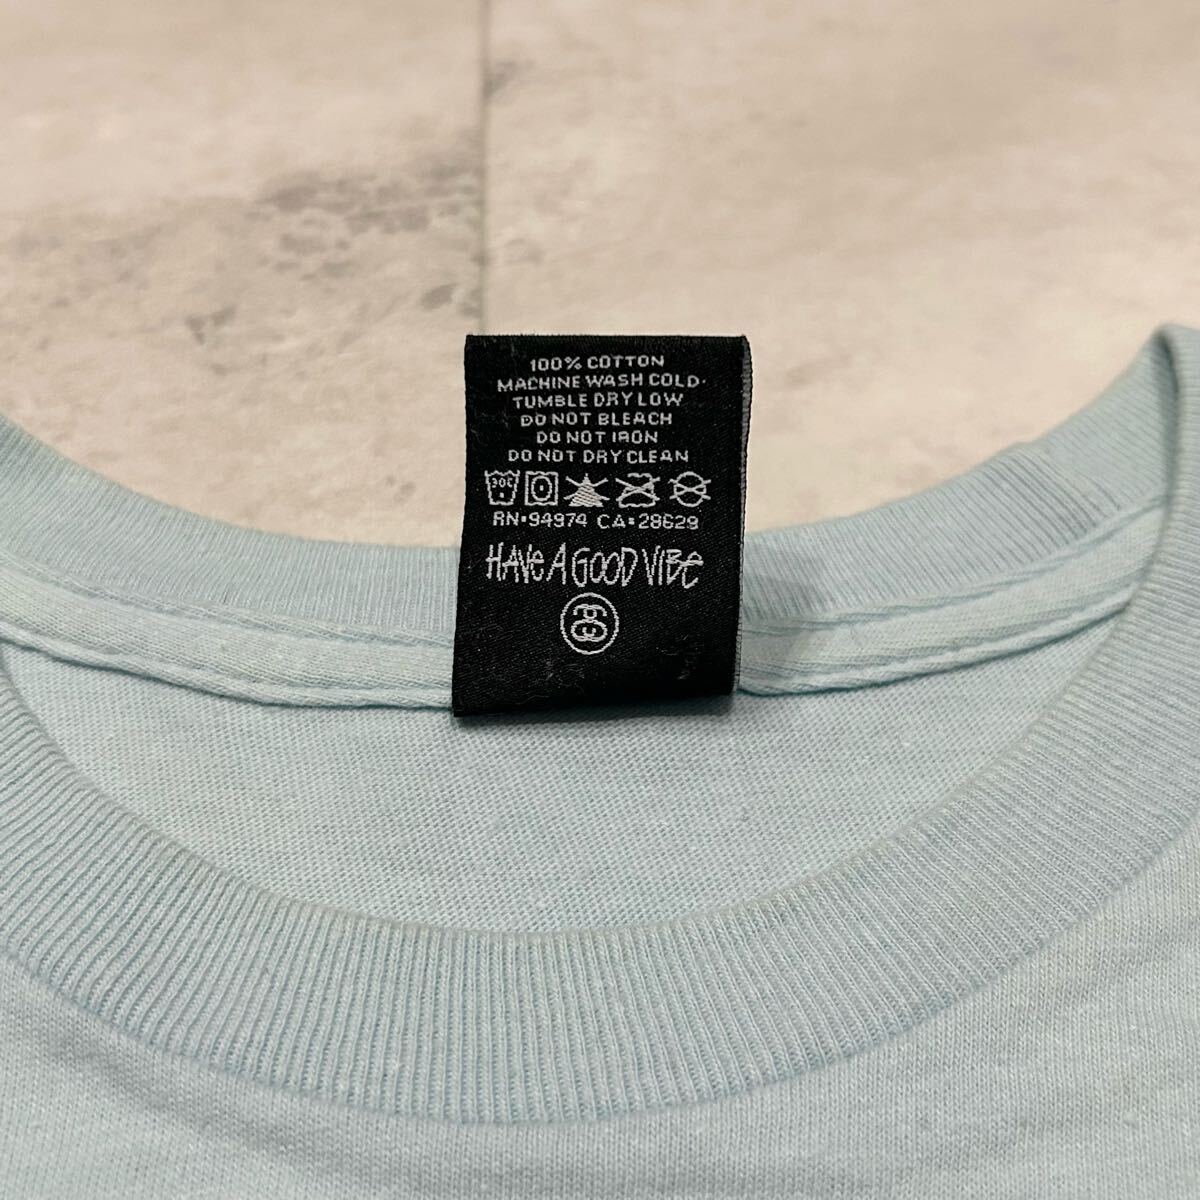 100% COTTON
MACHINE WASH COLD.
TUMBLE DRY LOW
DO NOT BLEACH
DO NOT IRON
DO NOT DRY CLEAN
30C
RN:94974 CA:28629
HAVE A GOOD VIBE